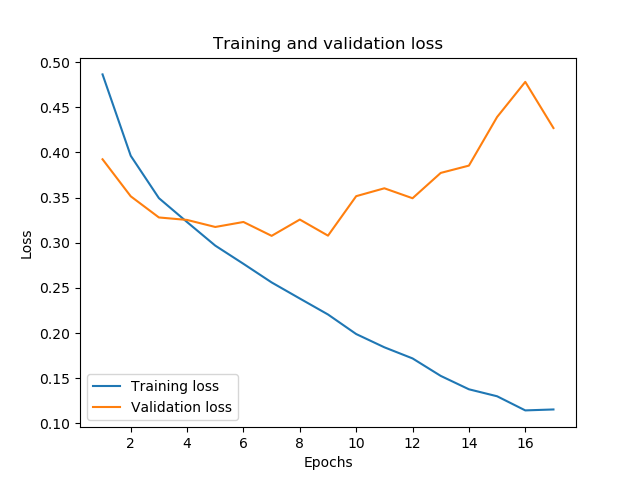 Training and validation loss
0.50
0.45
0.40
0.35
0.30
0.25
0.20
0.15
0.10
Loss
Training loss
Validation loss
2 4 6 8 10 12 14 16
Epochs